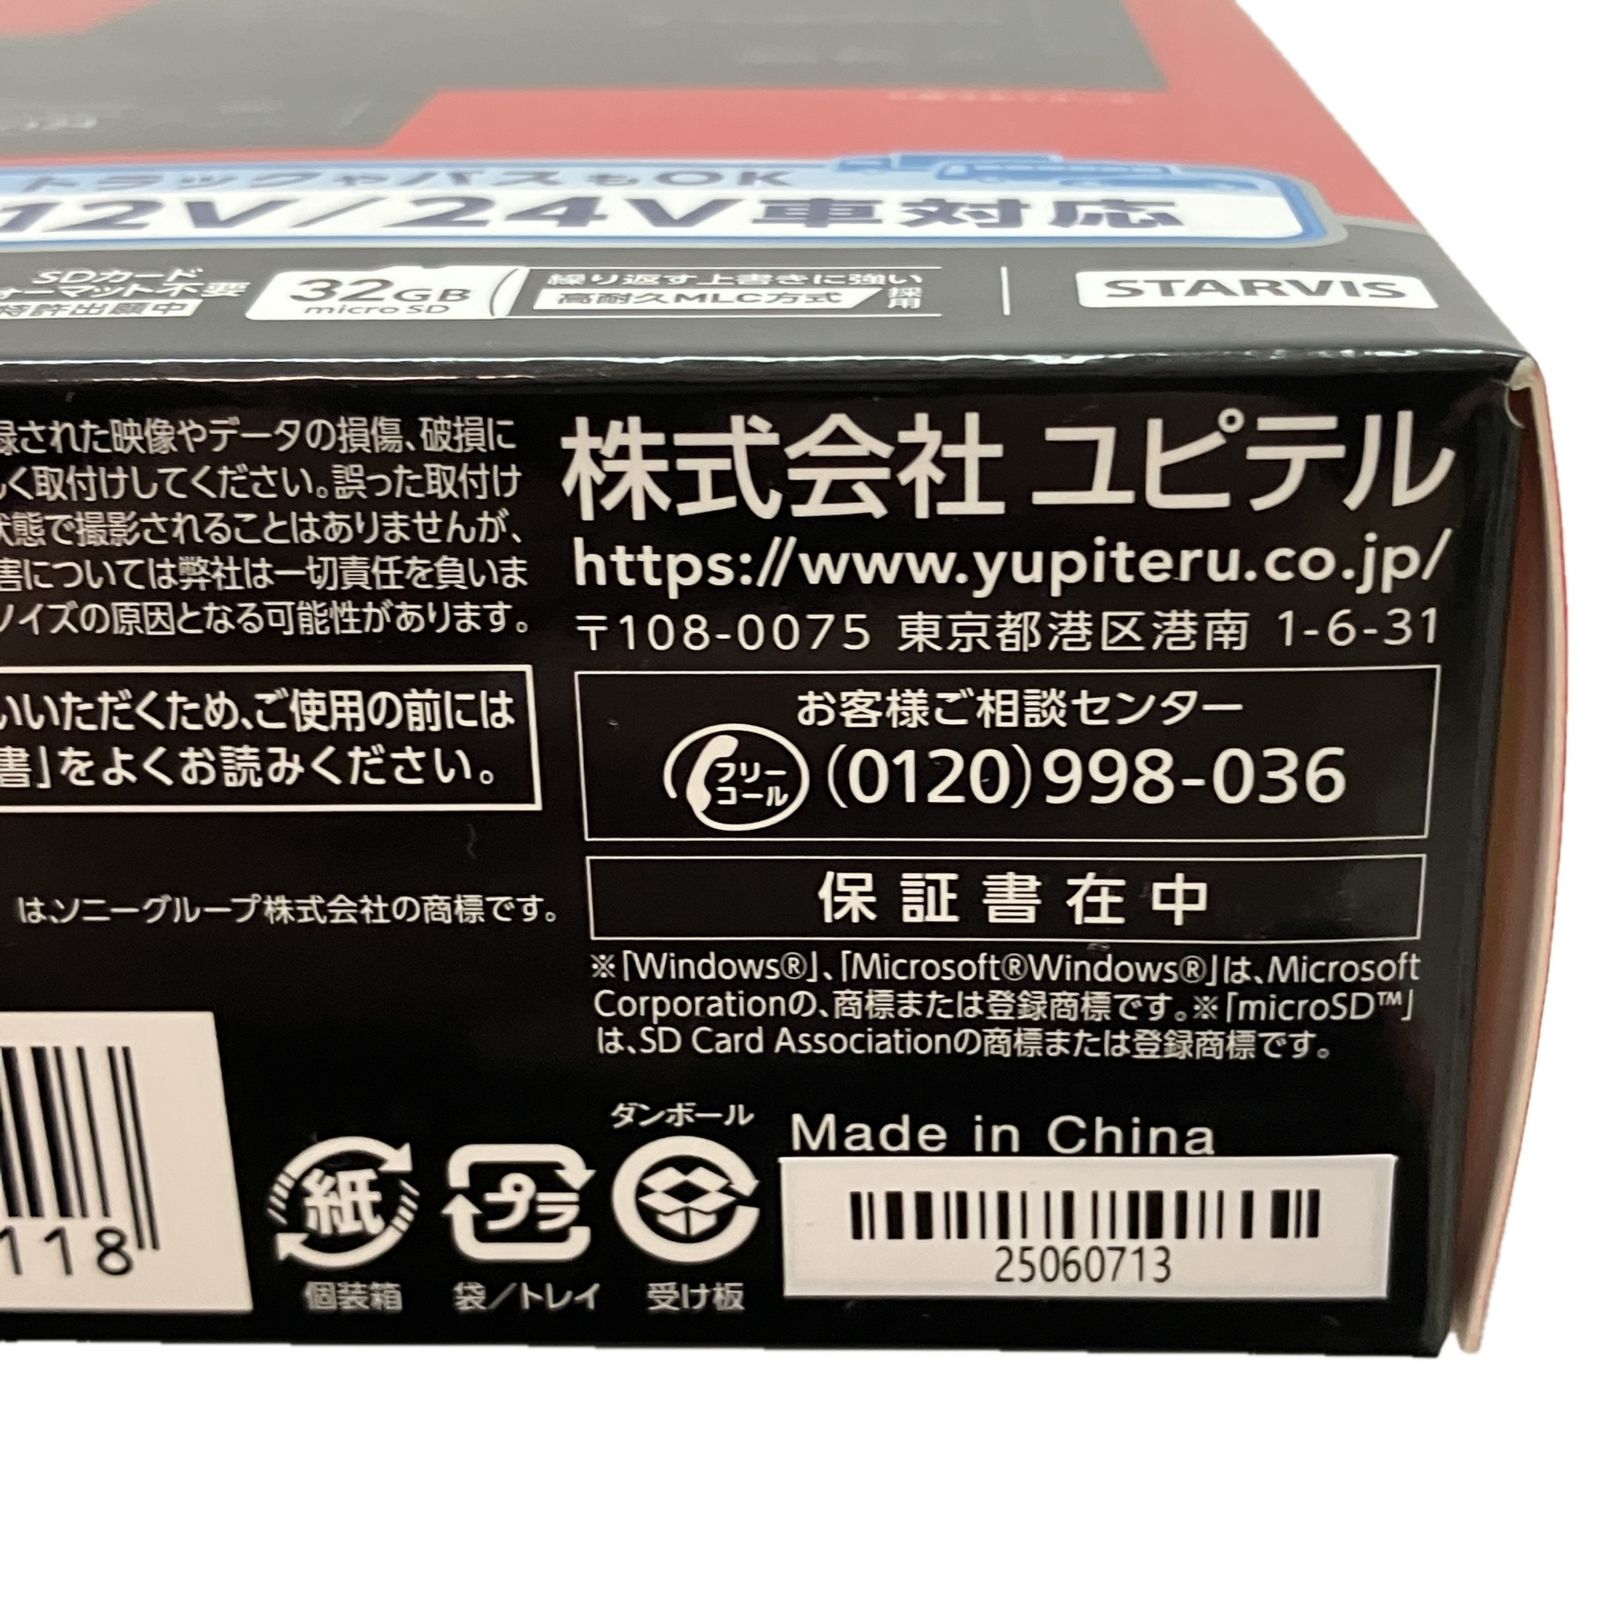 トラックやバスもOK
12V/24V車対応
SDカード
ォーマット不要
特許出願中
32GB
micro SD
繰り返す上書きに強い
高耐久MLC方式
採用
STARVIS
録された映像やデータの損傷、破損に
く取付けしてください。誤った取付け
状態で撮影されることはありませんが、
害については弊社は一切責任を負いま
ノイズの原因となる可能性があります。
いいただくため、ご使用の前には
書」をよくお読みください。
は、ソニーグループ株式会社の商標です。
株式会社 ユピテル
https://www.yupiteru.co.jp/
〒108-0075 東京都港区港南 1-6-31
お客様ご相談センター
フリー
コール
(0120)998-036
保証書在中
※「Windows®」、「Microsoft®Windows®」は、Microsoft
Corporationの、商標または登録商標です。※「microSD™」
は、SD Card Associationの商標または登録商標です。
118
紙
個装箱
プラ
袋/トレイ
ダンボール
受け板
Made in China
25060713